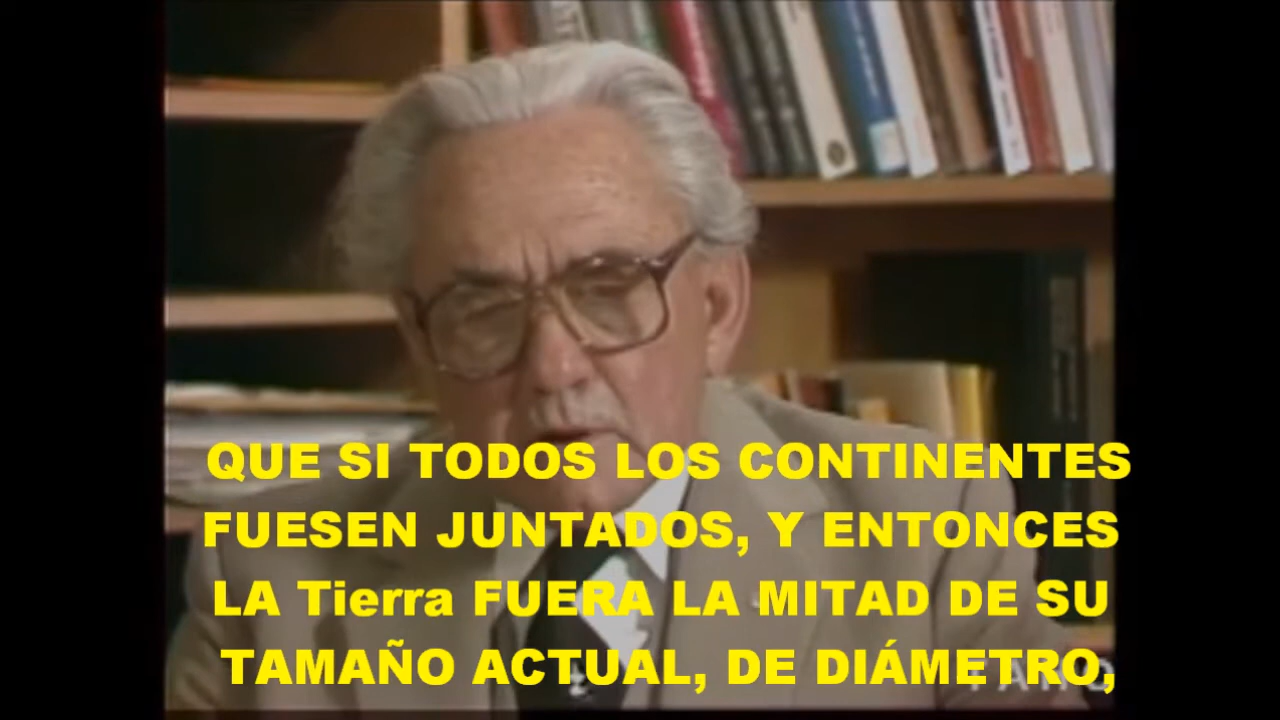 QUE SI TODOS LOS CONTINENTES
FUESEN JUNTADOS, Y ENTONCES
LA Tierra FUERA LA MITAD DE SU
TAMAÑO ACTUAL, DE DIÁMETRO,